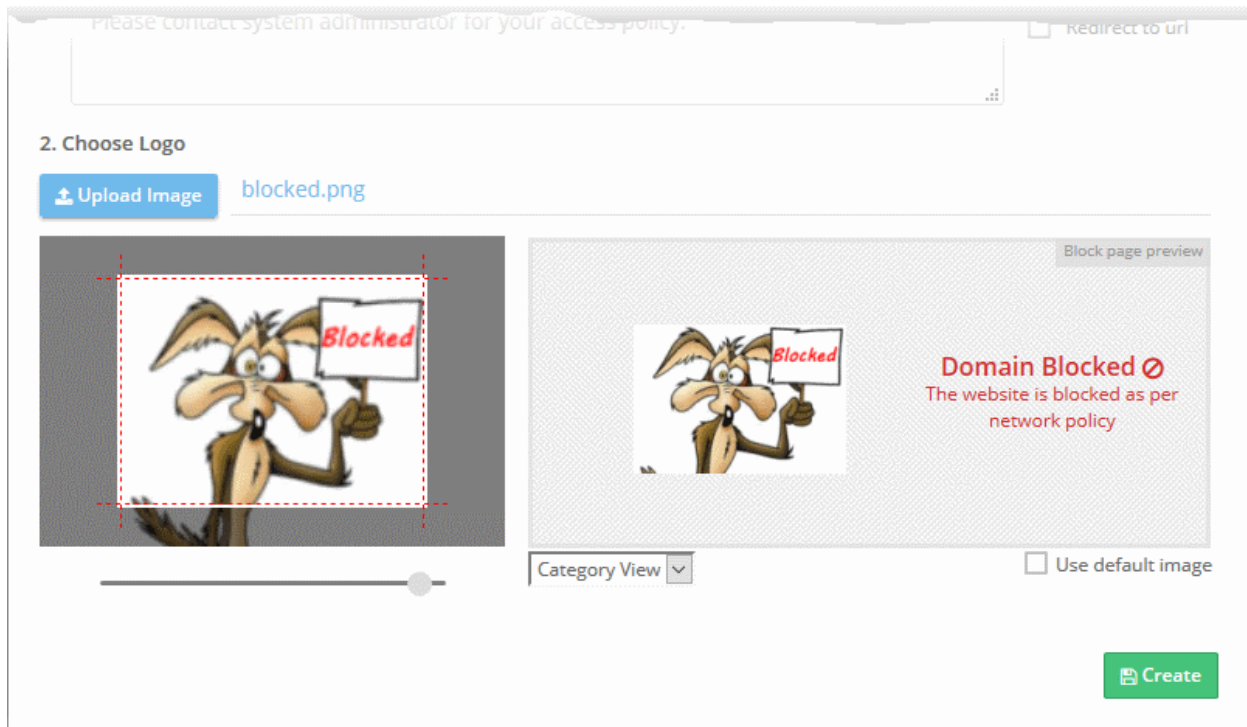 Please contact system administrator for your access policy.
Redirect to url
2. Choose Logo
Upload Image
blocked.png
Blocked
Block page preview
Blocked
Domain Blocked
The website is blocked as per
network policy
Category View
Use default image
Create